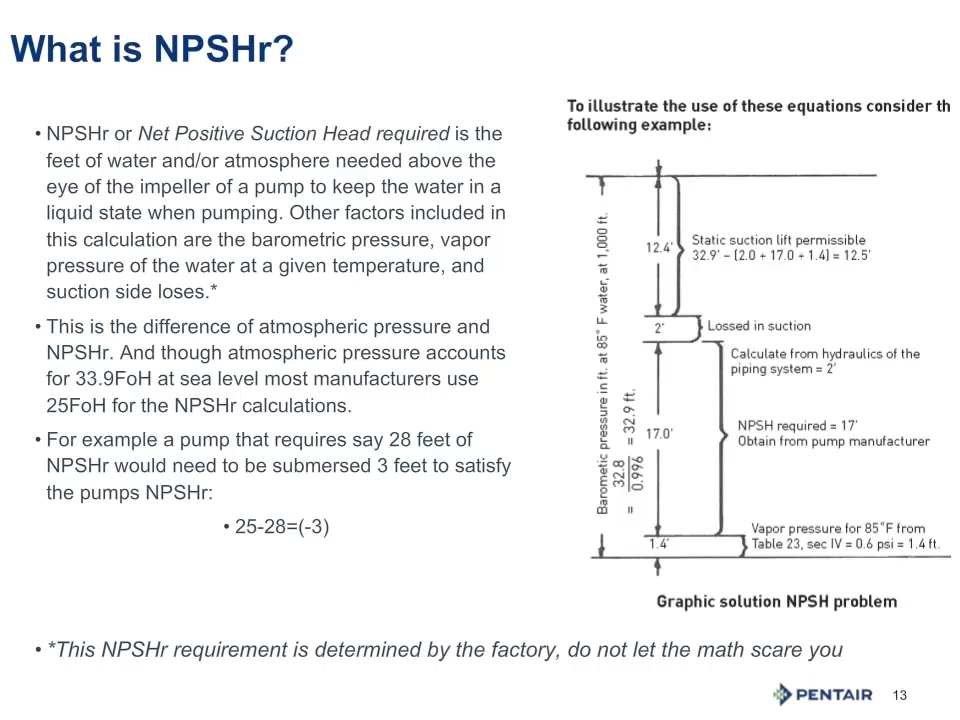 What is NPSHr?
• NPSHr or Net Positive Suction Head required is the
feet of water and/or atmosphere needed above the
eye of the impeller of a pump to keep the water in a
liquid state when pumping. Other factors included in
this calculation are the barometric pressure, vapor
pressure of the water at a given temperature, and
suction side loses.*
• This is the difference of atmospheric pressure and
NPSHr. And though atmospheric pressure accounts
for 33.9FoH at sea level most manufacturers use
25FoH for the NPSHr calculations.
• For example a pump that requires say 28 feet of
NPSHr would need to be submersed 3 feet to satisfy
the pumps NPSHr:
• 25-28=(-3)
To illustrate the use of these equations consider th
following example:
Barometic pressure in ft. at 85° F water, at 1,000 ft.
= 32.8 / 0.996 = 32.9 ft.
12.4'
Static suction lift permissible
32.9' – (2.0 + 17.0 + 1.4) = 12.5'
2'
Lossed in suction
Calculate from hydraulics of the
piping system = 2'
17.0'
NPSH required = 17'
Obtain from pump manufacturer
1.4'
Vapor pressure for 85°F from
Table 23, sec IV = 0.6 psi = 1.4 ft.
Graphic solution NPSH problem
• *This NPSHr requirement is determined by the factory, do not let the math scare you
PENTAIR
13